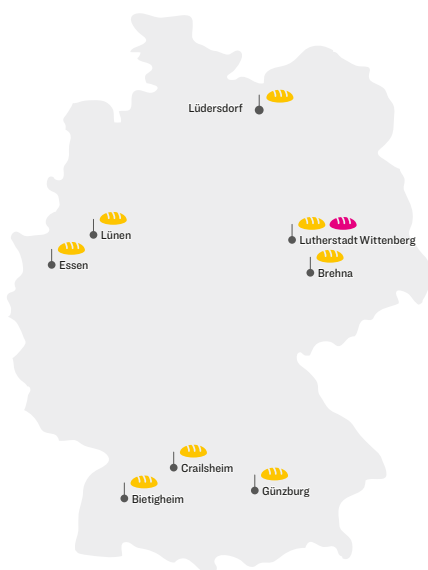 Lüdersdorf
Lünen
Lutherstadt Wittenberg
Essen
Brehna
Crailsheim
Günzburg
Bietigheim